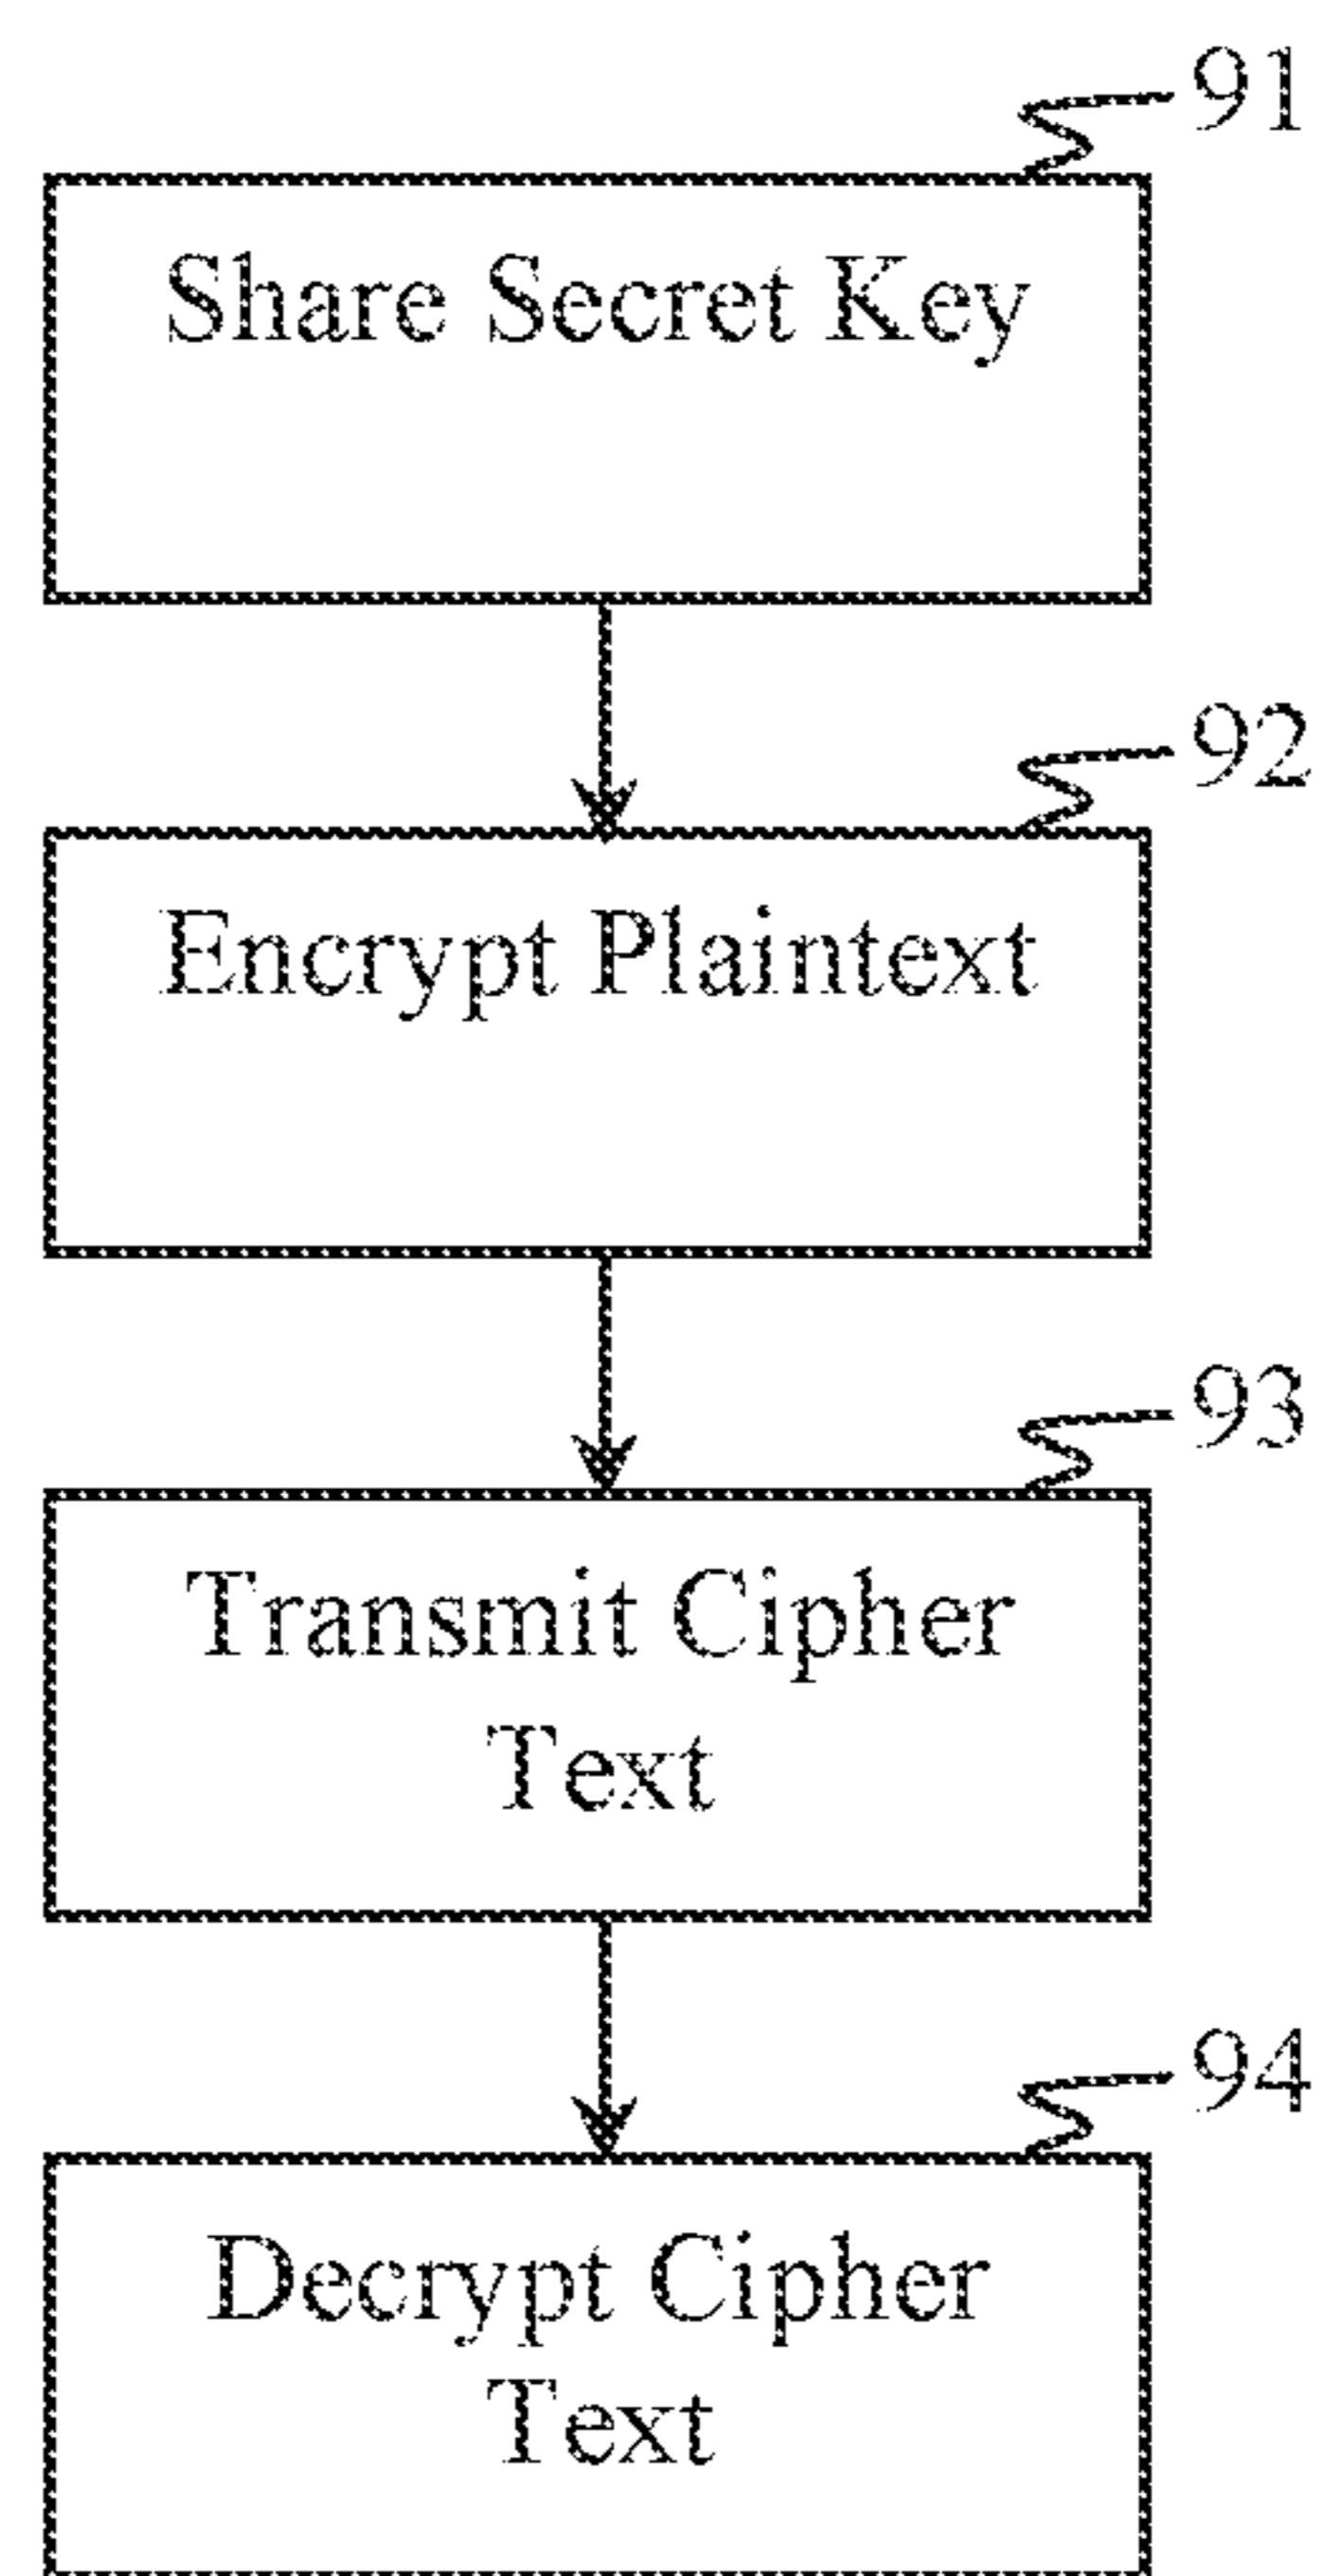 91
Share Secret Key
92
Encrypt Plaintext
93
Transmit Cipher
Text
94
Decrypt Cipher
Text